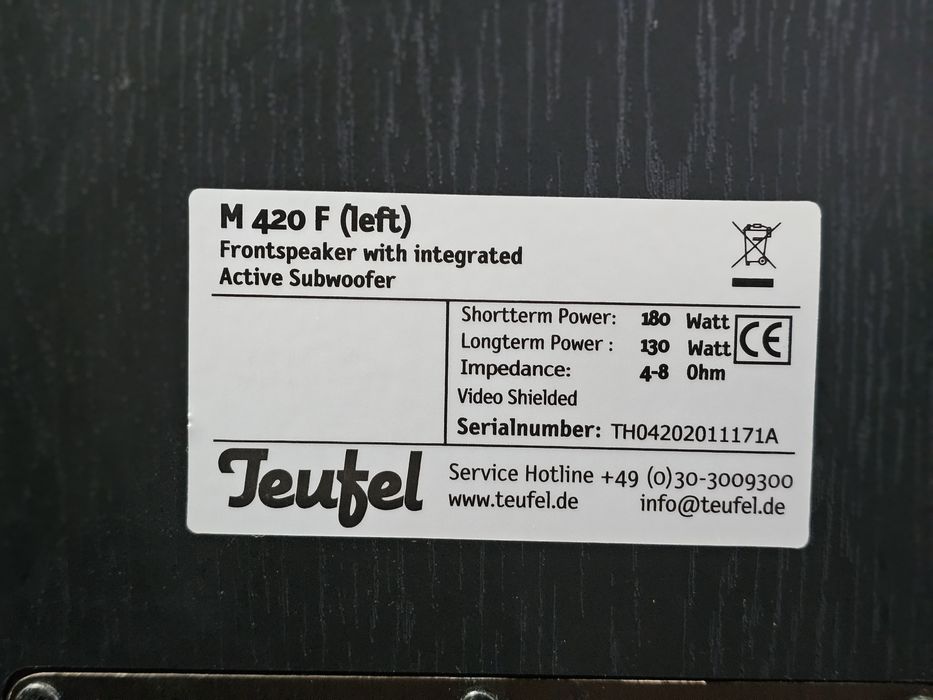 M 420 F (left)
Frontspeaker with integrated
Active Subwoofer
Shortterm Power: 180 Watt
Longterm Power : 130 Watt
CE
Impedance: 4-8 Ohm
Video Shielded
Serialnumber: TH04202011171A
Teufel
Service Hotline +49 (0)30-3009300
www.teufel.de info@teufel.de